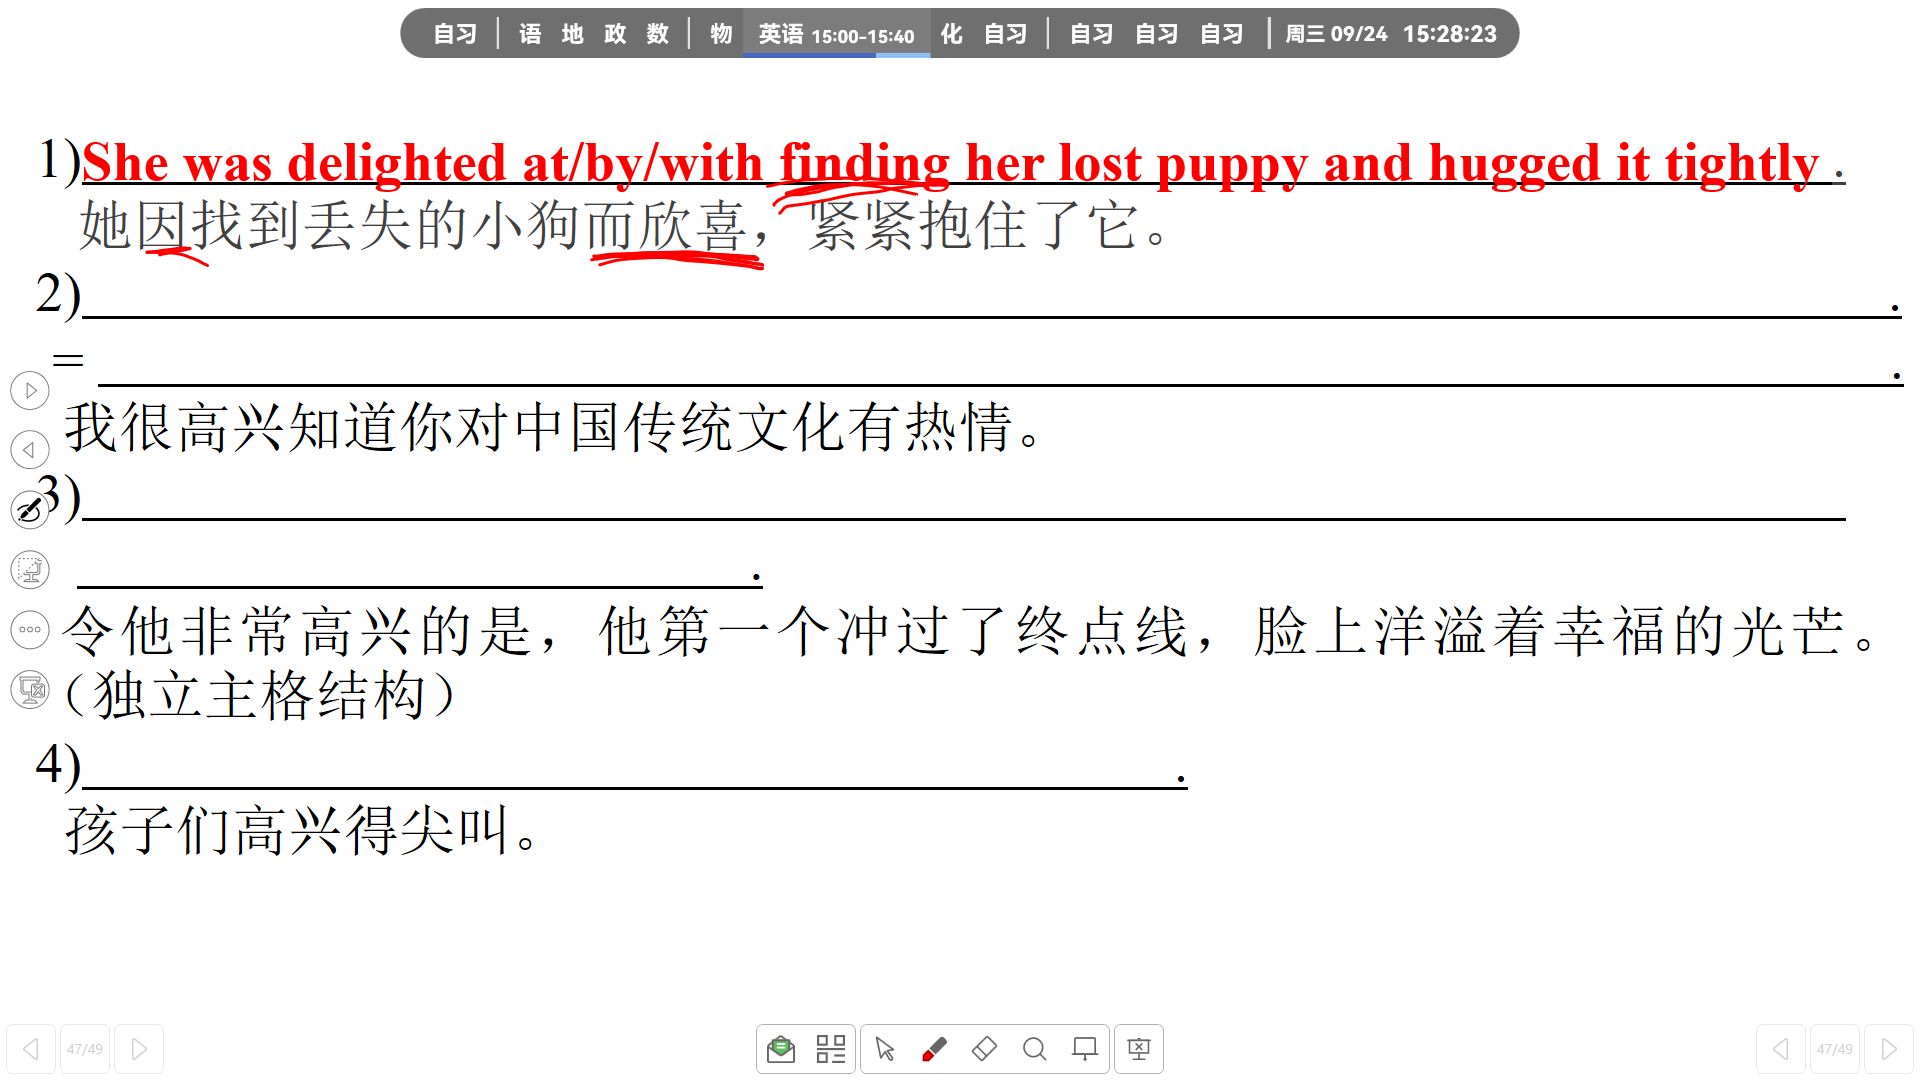 自习 语 地 政 数 物 英语 15:00-15:40 化 自习 自习 自习 自习 周三 09/24 15:28:23
1)She was delighted at/by/with finding her lost puppy and hugged it tightly .
她因找到丢失的小狗而欣喜，紧紧抱住了它。
2) .
= .
我很高兴知道你对中国传统文化有热情。
3)
.
令他非常高兴的是，他第一个冲过了终点线，脸上洋溢着幸福的光芒。
（独立主格结构）
4) .
孩子们高兴得尖叫。
47/49 47/49